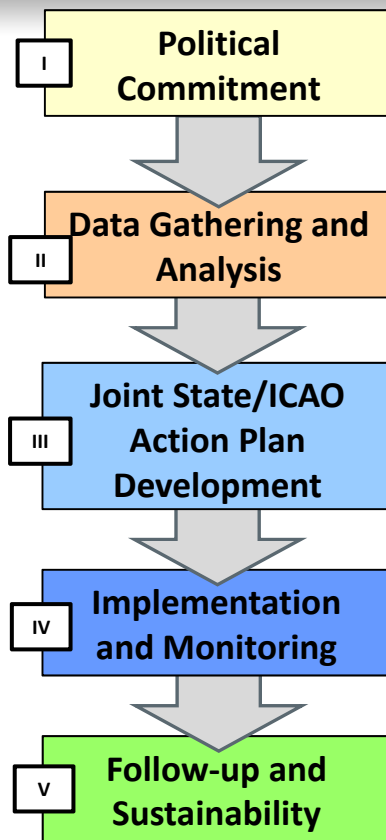 I
Political
Commitment
II
Data Gathering and
Analysis
III
Joint State/ICAO
Action Plan
Development
IV
Implementation
and Monitoring
V
Follow-up and
Sustainability